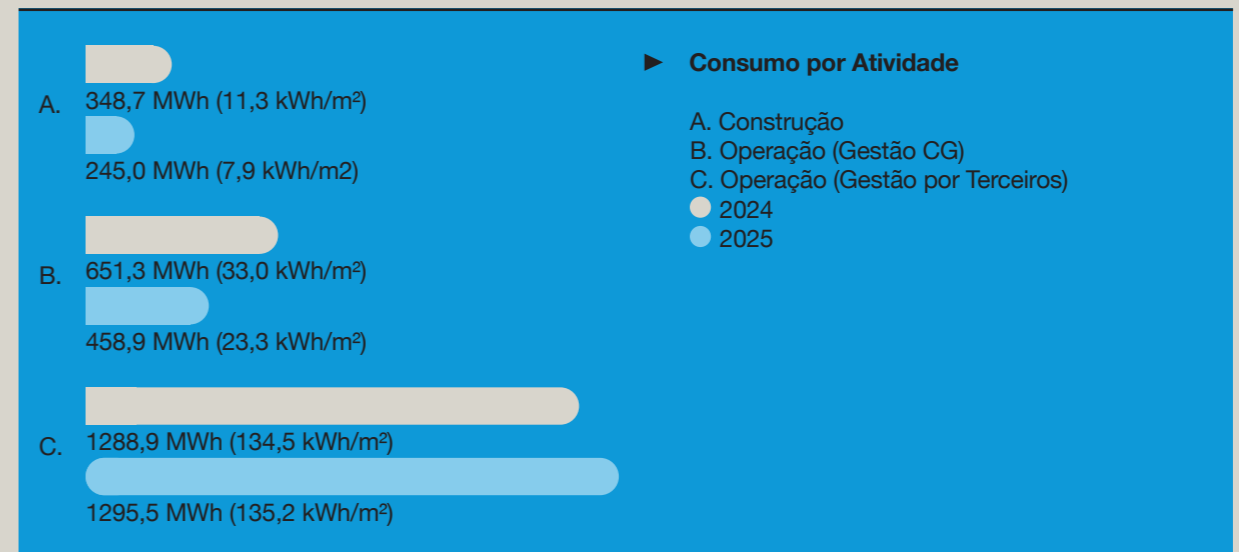 A. 348,7 MWh (11,3 kWh/m²)
245,0 MWh (7,9 kWh/m2)
B. 651,3 MWh (33,0 kWh/m²)
458,9 MWh (23,3 kWh/m²)
C. 1288,9 MWh (134,5 kWh/m²)
1295,5 MWh (135,2 kWh/m²)
► Consumo por Atividade
A. Construção
B. Operação (Gestão CG)
C. Operação (Gestão por Terceiros)
2024
2025